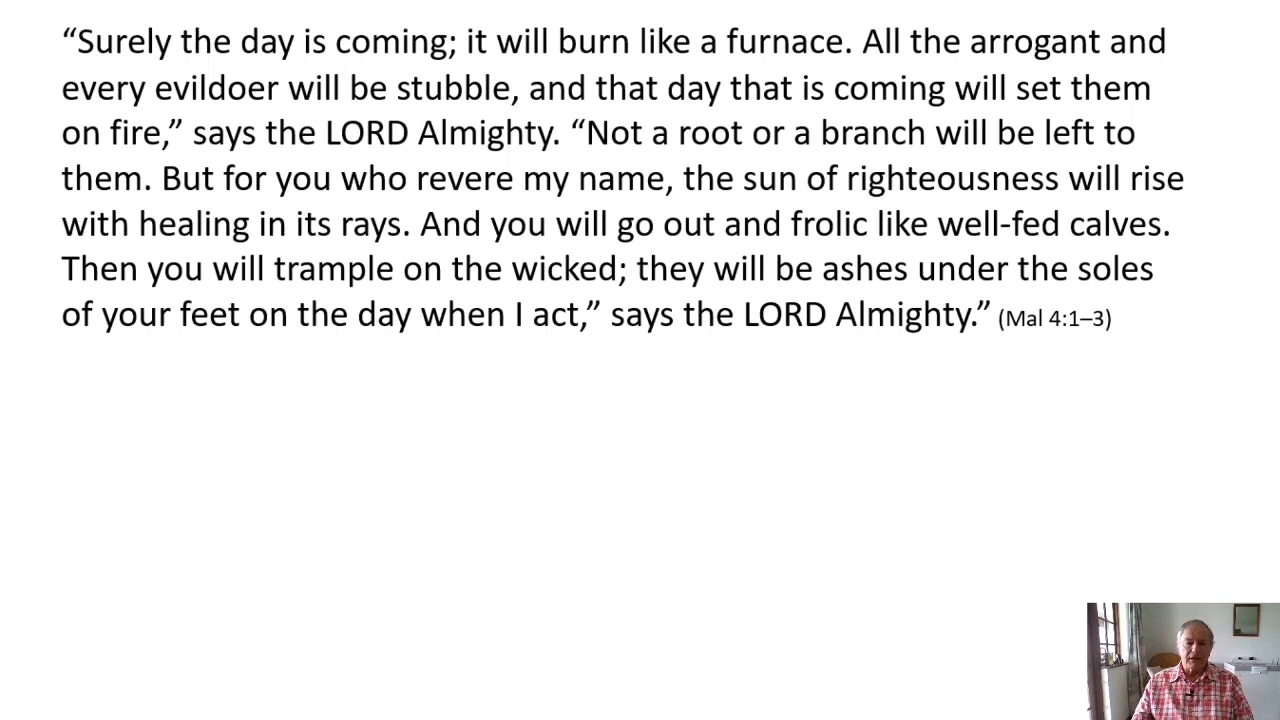 “Surely the day is coming; it will burn like a furnace. All the arrogant and
every evildoer will be stubble, and that day that is coming will set them
on fire,” says the LORD Almighty. “Not a root or a branch will be left to
them. But for you who revere my name, the sun of righteousness will rise
with healing in its rays. And you will go out and frolic like well-fed calves.
Then you will trample on the wicked; they will be ashes under the soles
of your feet on the day when I act,” says the LORD Almighty.” (Mal 4:1–3)